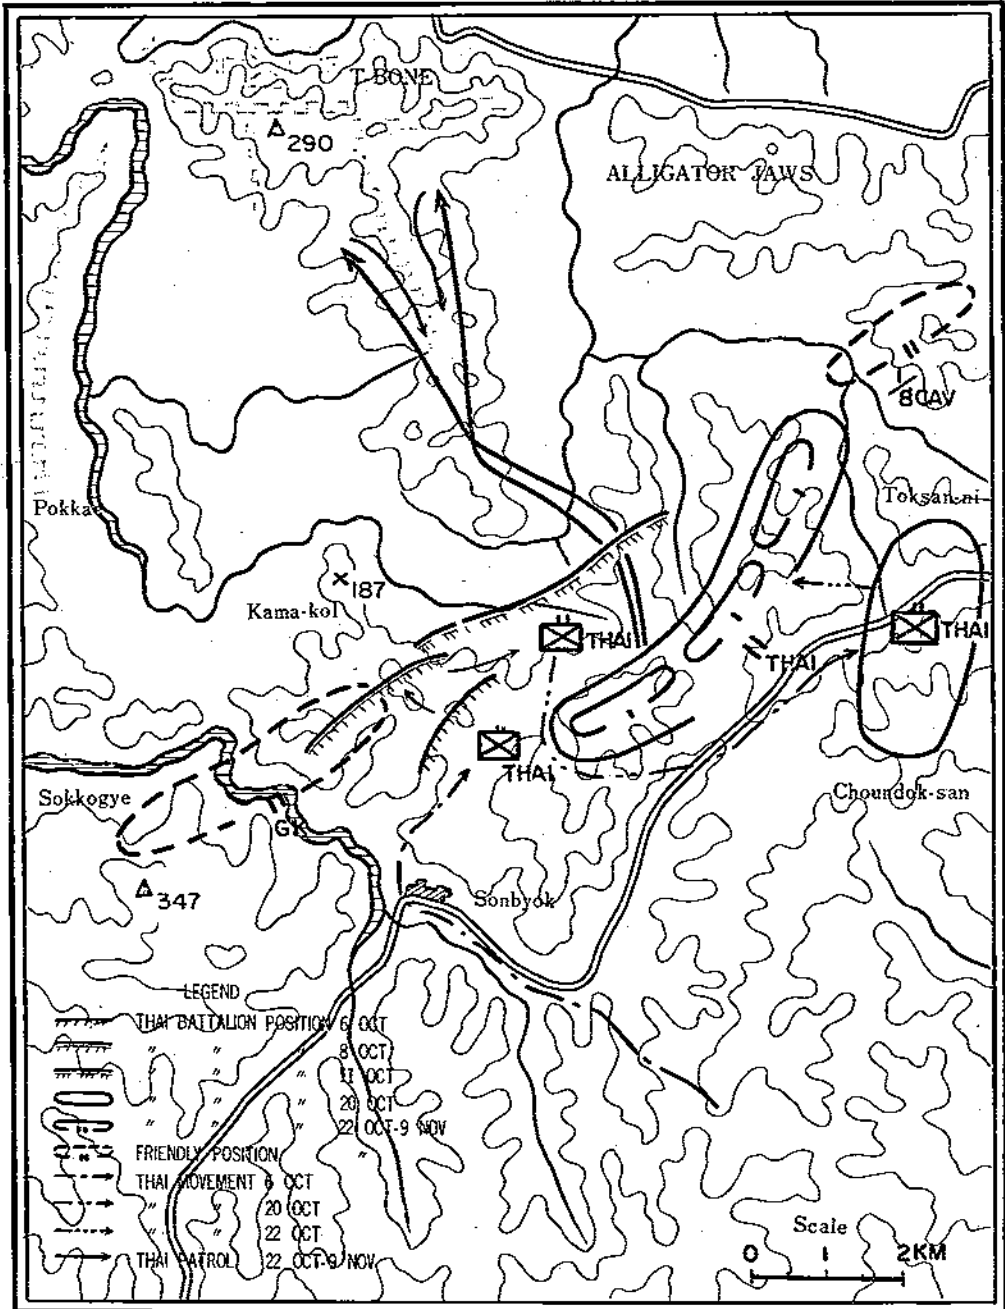 T-BONE
290
ALLIGATOR JAWS
8CAV
Toksan-ni
187
Kama-kol
THAI
THAI
THAI
THAI
Sokkogye
GK
Choundok-san
347
Sonbyok
LEGEND
THAI BATTALION POSITION 6 OCT
" " " 8 OCT
" " " 11 OCT
" " " 20 OCT
" " " 22 OCT-9 NOV
FRIENDLY POSITION "
THAI MOVEMENT 6 OCT
" " 20 OCT
" " 22 OCT
THAI PATROL 22 OCT-9 NOV
Scale
0 1 2KM